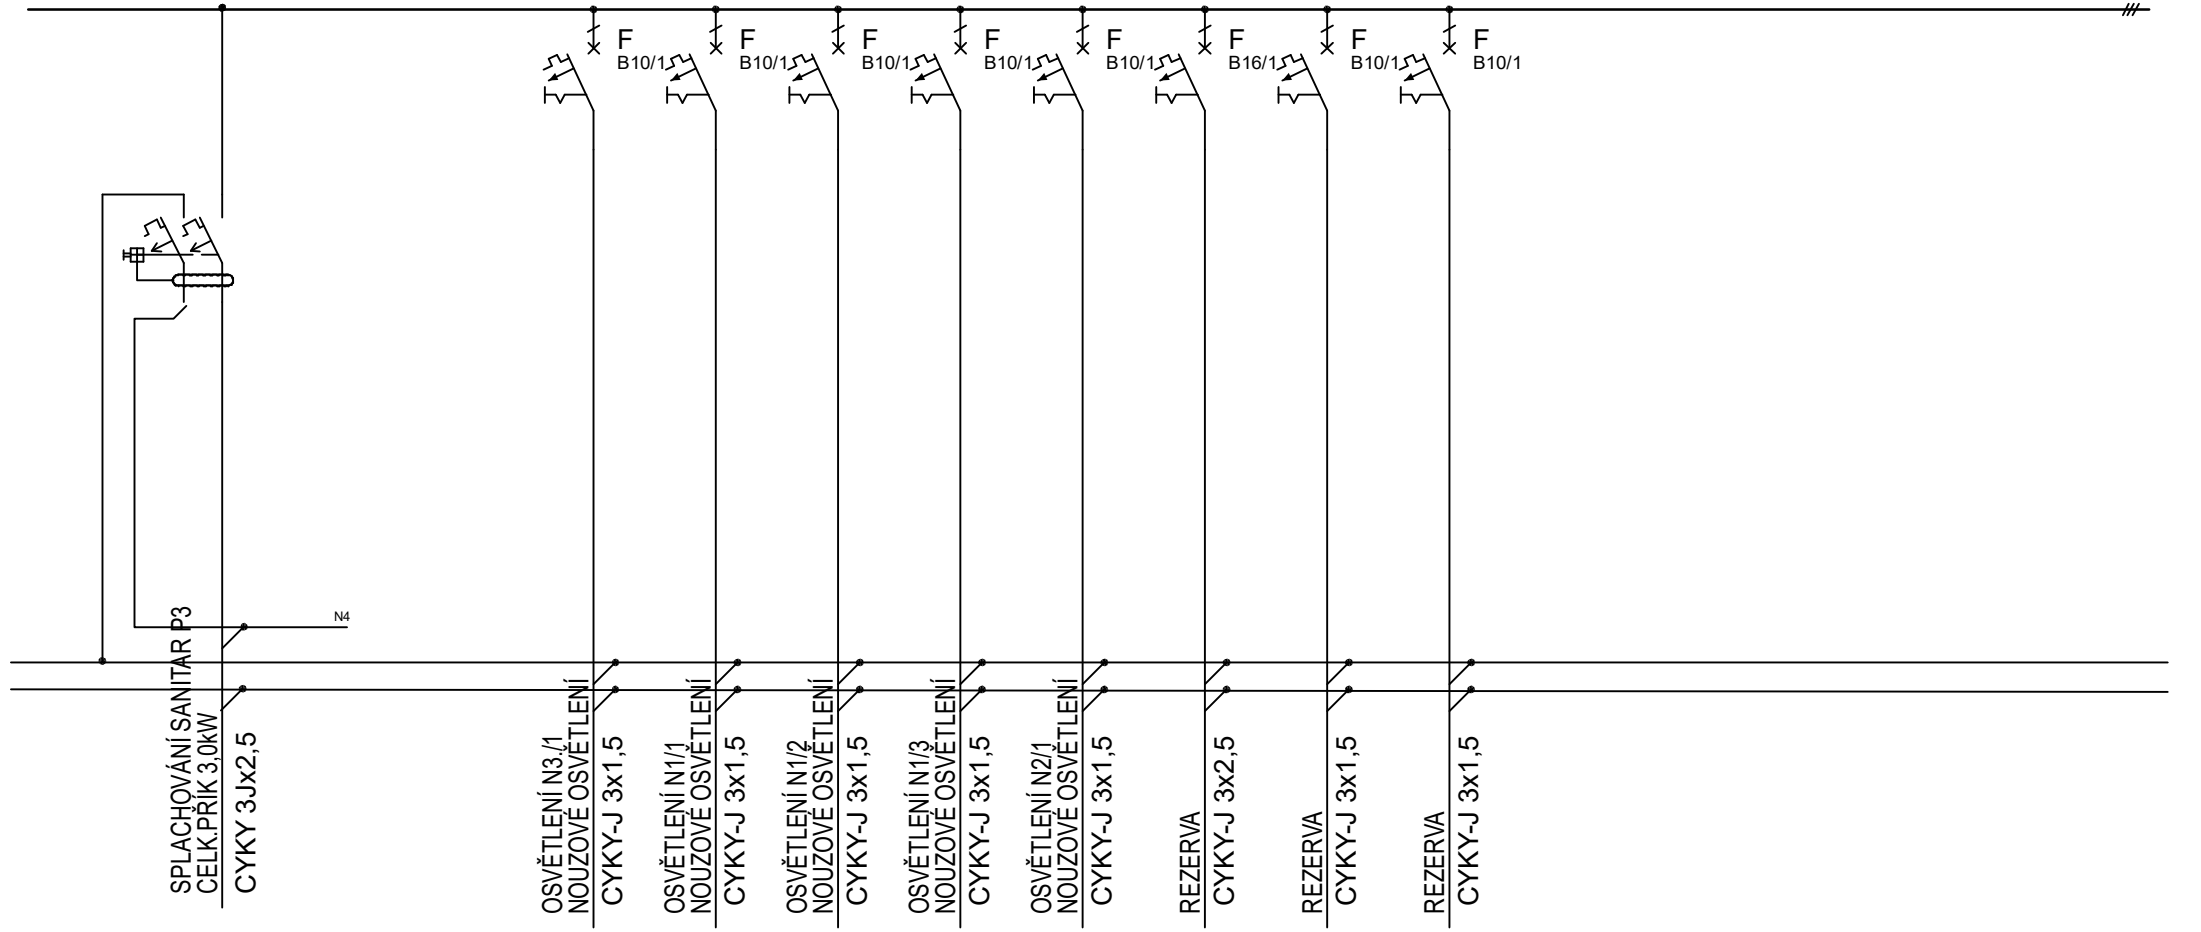 F
B10/1
F
B10/1
F
B10/1
F
B10/1
F
B10/1
F
B16/1
F
B10/1
F
B10/1
N4
SPLACHOVÁNÍ SANITAR P3
CELK.PŘÍK 3,0kW
CYKY 3Jx2,5
OSVĚTLENÍ N3./1
NOUZOVÉ OSVĚTLENÍ
CYKY-J 3x1,5
OSVĚTLENÍ N1/1
NOUZOVÉ OSVĚTLENÍ
CYKY-J 3x1,5
OSVĚTLENÍ N1/2
NOUZOVÉ OSVĚTLENÍ
CYKY-J 3x1,5
OSVĚTLENÍ N1/3
NOUZOVÉ OSVĚTLENÍ
CYKY-J 3x1,5
OSVĚTLENÍ N2/1
NOUZOVÉ OSVĚTLENÍ
CYKY-J 3x1,5
REZERVA
CYKY-J 3x2,5
REZERVA
CYKY-J 3x1,5
REZERVA
CYKY-J 3x1,5